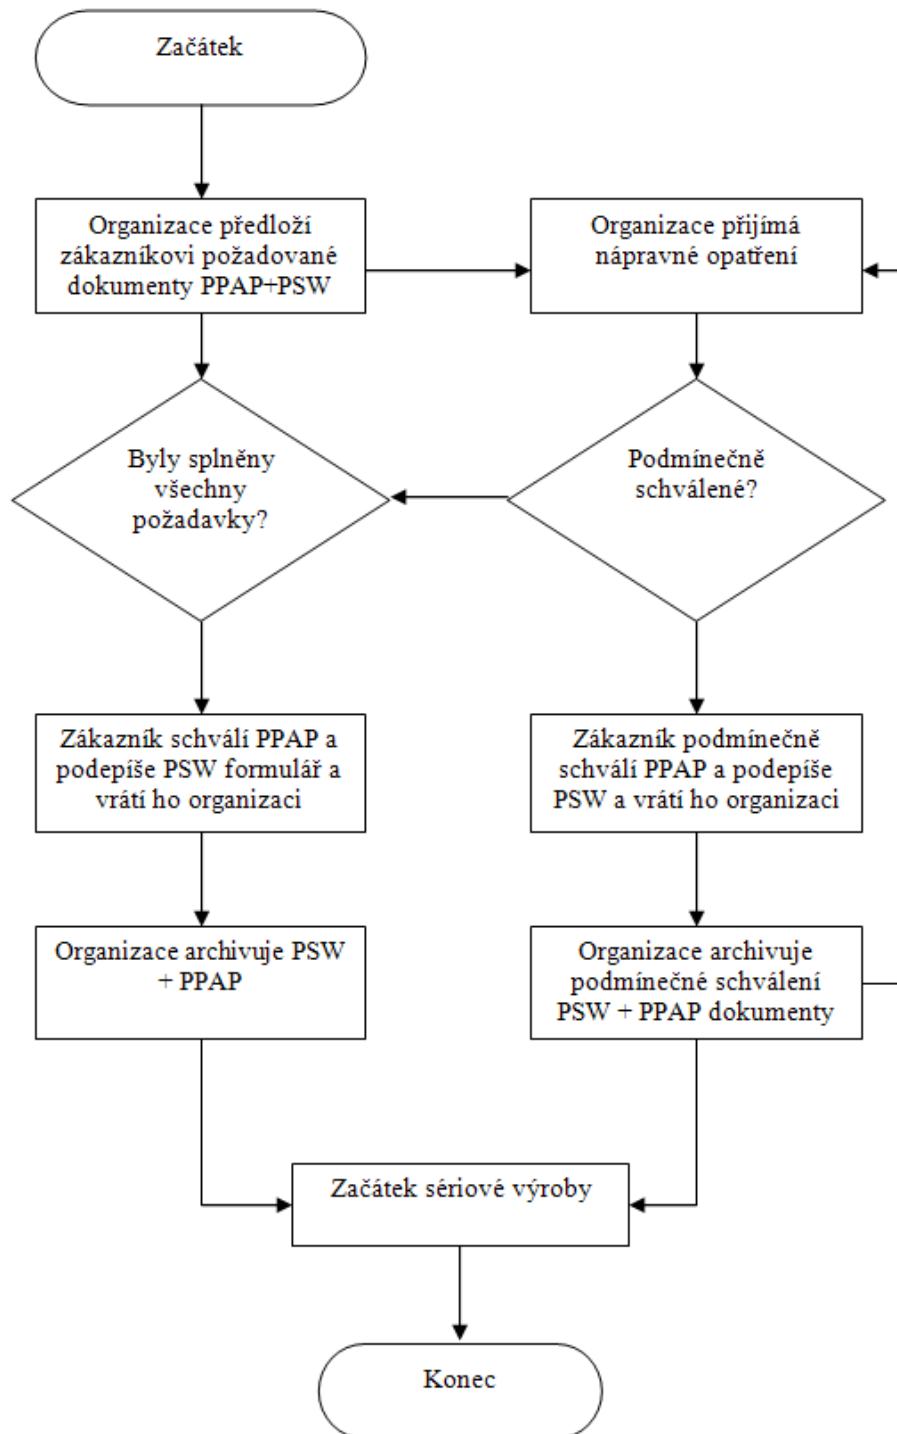 Začátek
Organizace předloží
zákazníkovi požadované
dokumenty PPAP+PSW
Organizace přijímá
nápravné opatření
Byly splněny
všechny
požadavky?
Podmínečně
schválené?
Zákazník schválí PPAP a
podepíše PSW formulář a
vrátí ho organizaci
Zákazník podmínečně
schválí PPAP a podepíše
PSW a vrátí ho organizaci
Organizace archivuje PSW
+ PPAP
Organizace archivuje
podmínečné schválení
PSW + PPAP dokumenty
Začátek sériové výroby
Konec